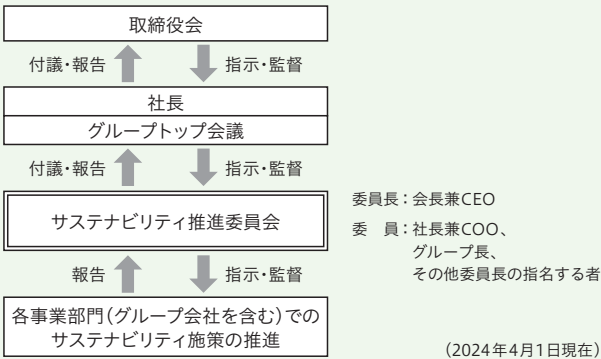 取締役会
付議・報告 指示・監督
社長
グループトップ会議
付議・報告 指示・監督
サステナビリティ推進委員会
委員長：会長兼CEO
委　員：社長兼COO、
グループ長、
その他委員長の指名する者
報告 指示・監督
各事業部門（グループ会社を含む）での
サステナビリティ施策の推進
（2024年4月1日現在）